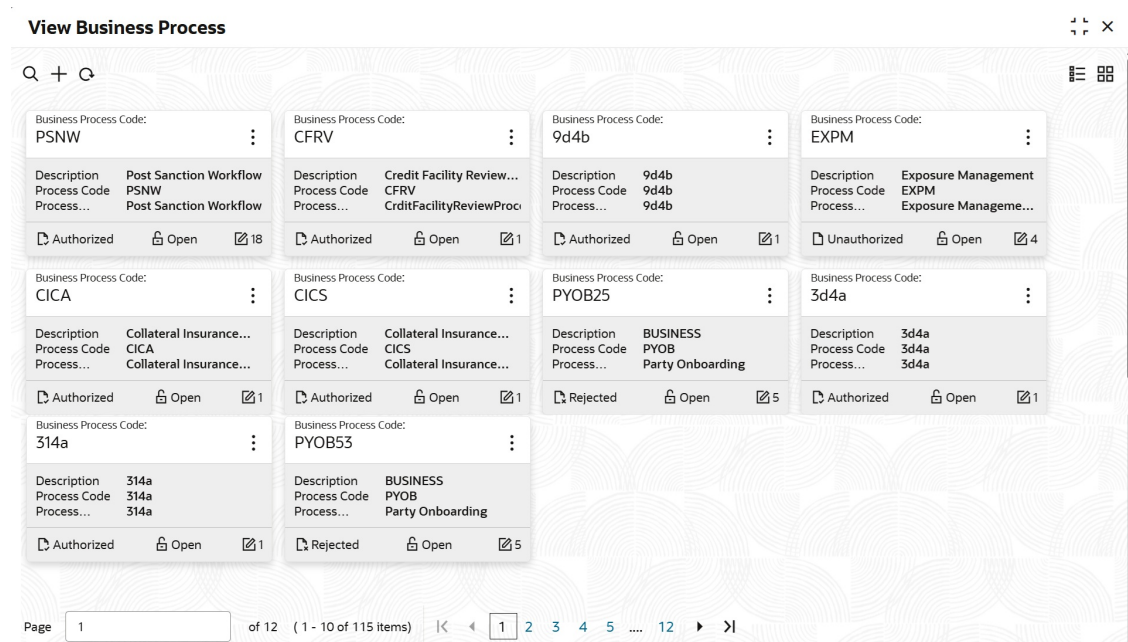 View Business Process
Business Process Code:
PSNW
Description Post Sanction Workflow
Process Code PSNW
Process... Post Sanction Workflow
Authorized Open 18
Business Process Code:
CFRV
Description Credit Facility Review...
Process Code CFRV
Process... CrditFacilityReviewProc
Authorized Open 1
Business Process Code:
9d4b
Description 9d4b
Process Code 9d4b
Process... 9d4b
Authorized Open 1
Business Process Code:
EXPM
Description Exposure Management
Process Code EXPM
Process... Exposure Manageme...
Unauthorized Open 4
Business Process Code:
CICA
Description Collateral Insurance...
Process Code CICA
Process... Collateral Insurance...
Authorized Open 1
Business Process Code:
CICS
Description Collateral Insurance...
Process Code CICS
Process... Collateral Insurance...
Authorized Open 1
Business Process Code:
PYOB25
Description BUSINESS
Process Code PYOB
Process... Party Onboarding
Rejected Open 5
Business Process Code:
3d4a
Description 3d4a
Process Code 3d4a
Process... 3d4a
Authorized Open 1
Business Process Code:
314a
Description 314a
Process Code 314a
Process... 314a
Authorized Open 1
Business Process Code:
PYOB53
Description BUSINESS
Process Code PYOB
Process... Party Onboarding
Rejected Open 5
Page 1 of 12 ( 1 - 10 of 115 items) 1 2 3 4 5 .... 12